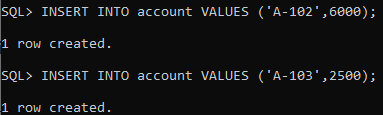 SQL> INSERT INTO account VALUES ('A-102',6000);
1 row created.
SQL> INSERT INTO account VALUES ('A-103',2500);
1 row created.